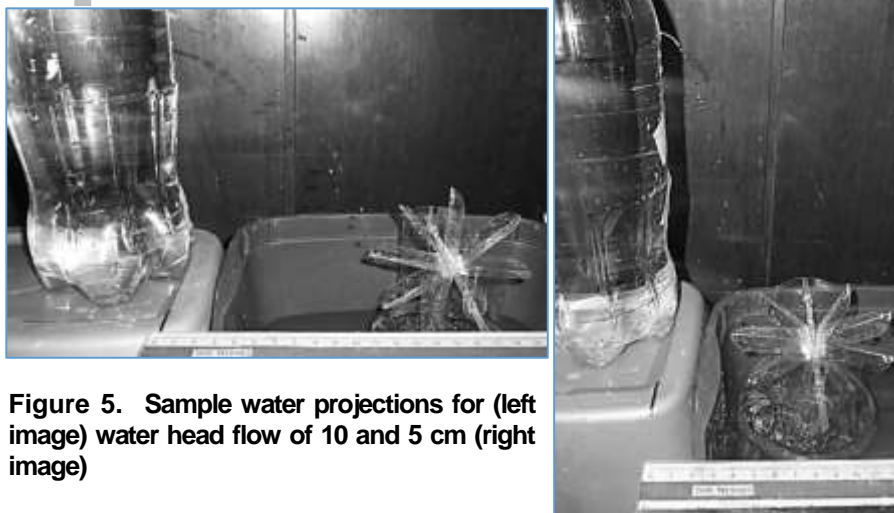 Figure 5. Sample water projections for (left
image) water head flow of 10 and 5 cm (right
image)